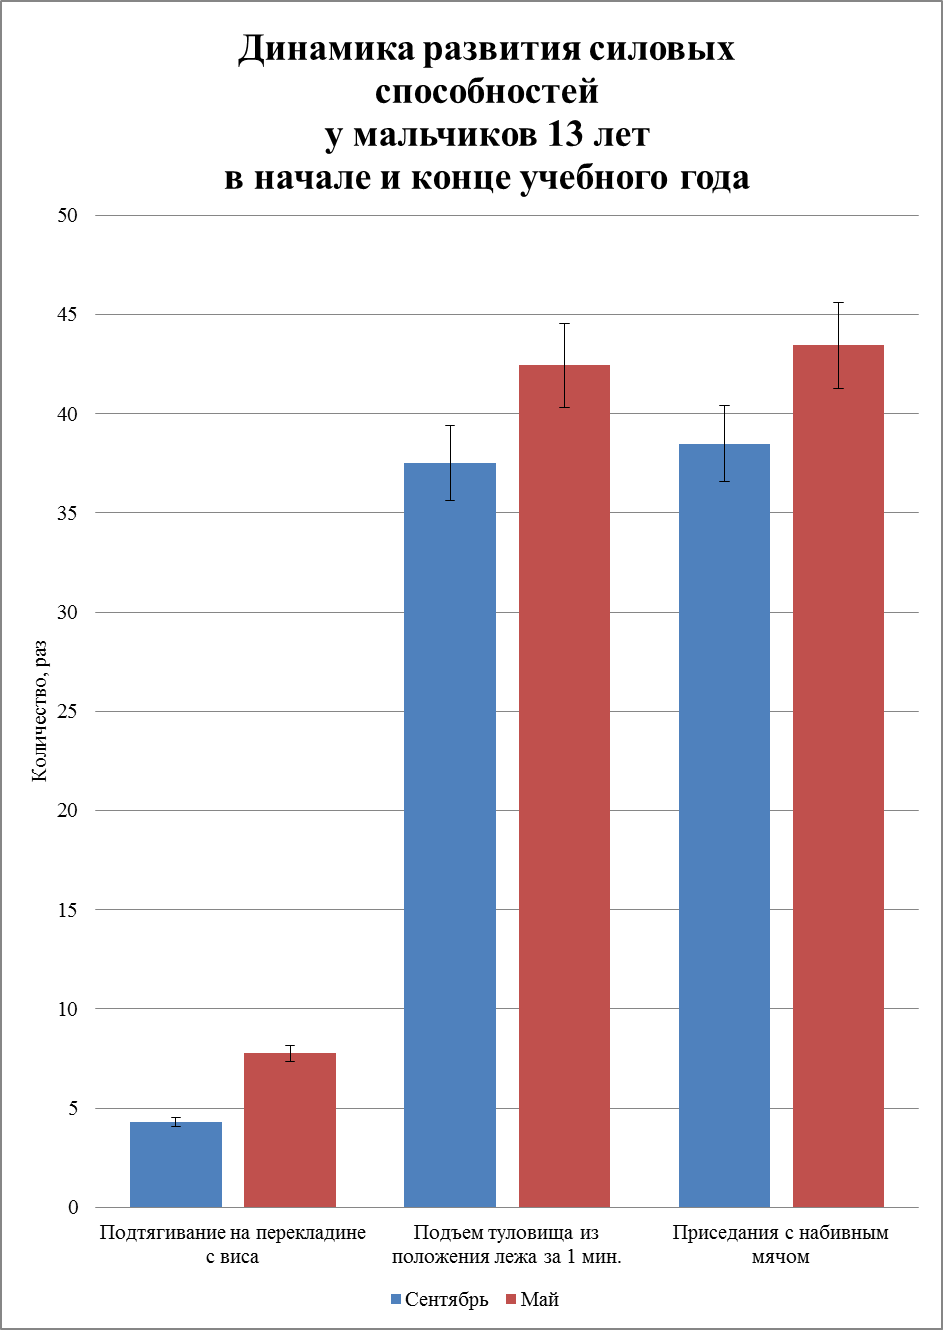 Динамика развития силовых
способностей
у мальчиков 13 лет
в начале и конце учебного года
50
45
40
35
30
25
20
15
10
5
0
Количество, раз
Подтягивание на перекладине
с виса
Подъем туловища из
положения лежа за 1 мин.
Приседания с набивным
мячом
Сентябрь
Май